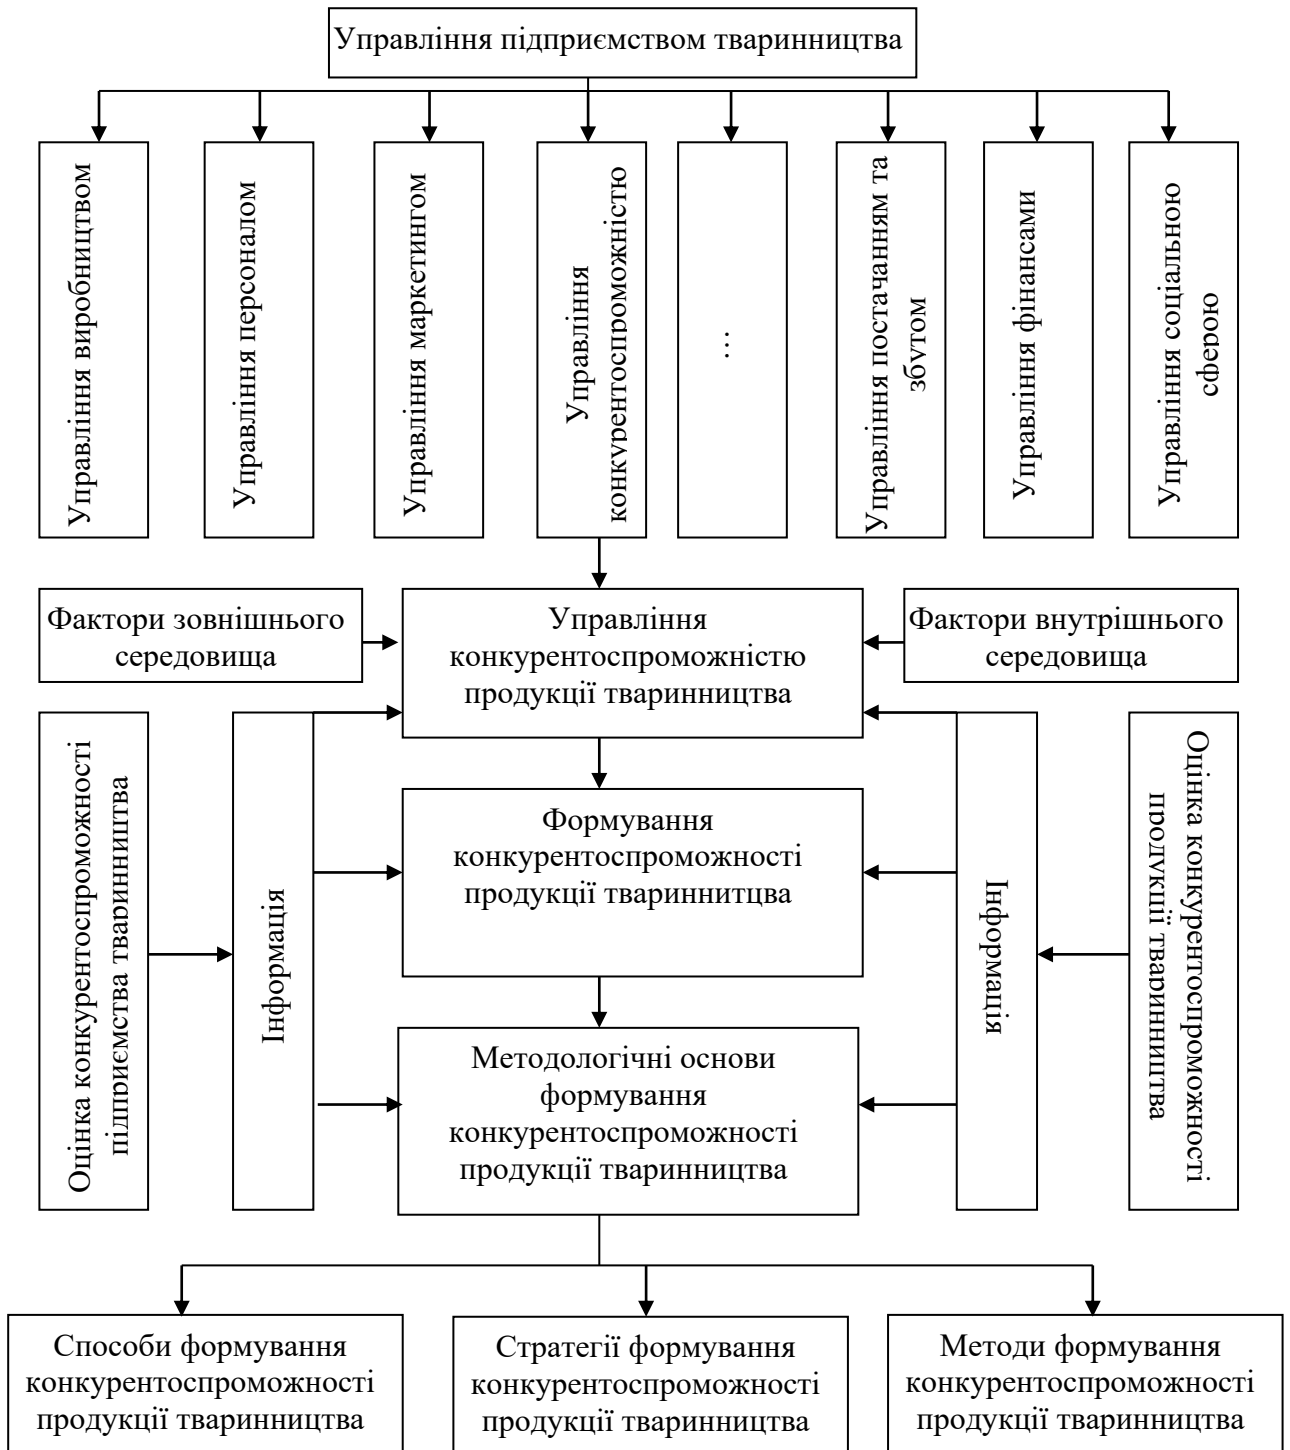 Управління підприємством тваринництва
Управління виробництвом
Управління персоналом
Управління маркетингом
Управління
конкурентоспроможністю
…
Управління постачанням та
збутом
Управління фінансами
Управління соціальною
сферою
Фактори зовнішнього
середовища
Управління
конкурентоспроможністю
продукції тваринництва
Фактори внутрішнього
середовища
Оцінка конкурентоспроможності
підприємства тваринництва
Інформація
Формування
конкурентоспроможності
продукції твариннитцва
Інформація
Оцінка конкурентоспроможності
продукції тваринництва
Методологічні основи
формування
конкурентоспроможності
продукції тваринництва
Способи формування
конкурентоспроможності
продукції тваринництва
Стратегії формування
конкурентоспроможності
продукції тваринництва
Методи формування
конкурентоспроможності
продукції тваринництва